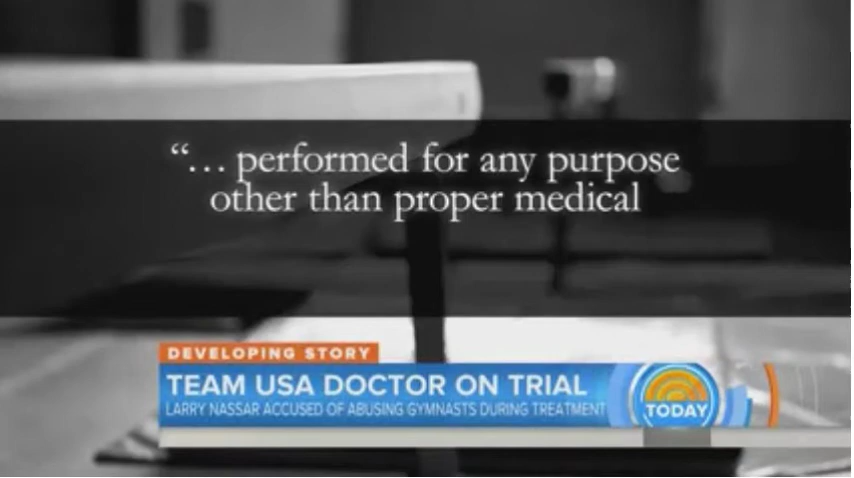 “… performed for any purpose
other than proper medical
DEVELOPING STORY
TEAM USA DOCTOR ON TRIAL
LARRY NASSAR ACCUSED OF ABUSING GYMNASTS DURING TREATMENT
TODAY